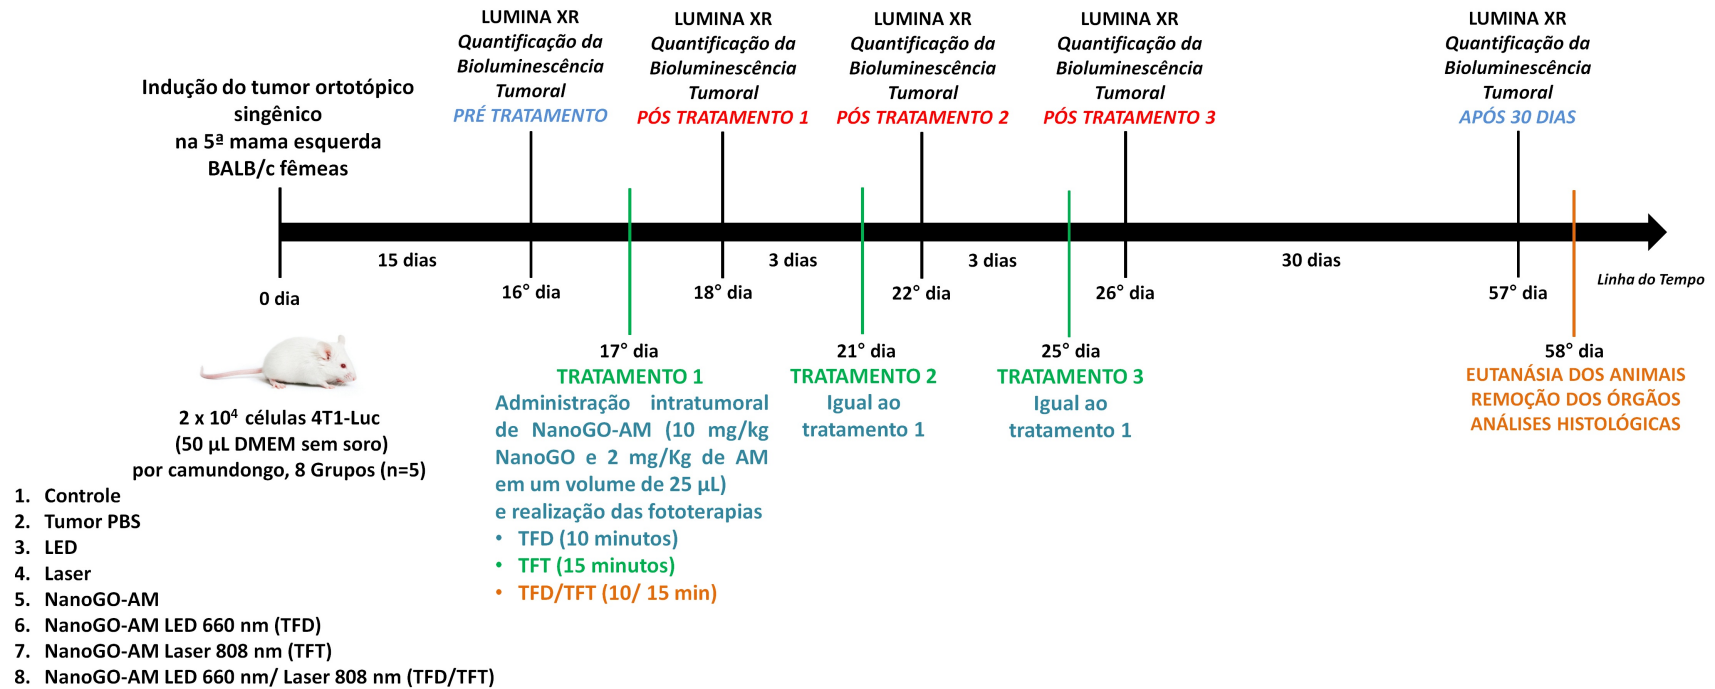 Indução do tumor ortotópico
singênico
na 5ª mama esquerda
BALB/c fêmeas
LUMINA XR
Quantificação da
Bioluminescência
Tumoral
PRÉ TRATAMENTO
LUMINA XR
Quantificação da
Bioluminescência
Tumoral
PÓS TRATAMENTO 1
LUMINA XR
Quantificação da
Bioluminescência
Tumoral
PÓS TRATAMENTO 2
LUMINA XR
Quantificação da
Bioluminescência
Tumoral
PÓS TRATAMENTO 3
LUMINA XR
Quantificação da
Bioluminescência
Tumoral
APÓS 30 DIAS
15 dias
3 dias
3 dias
30 dias
Linha do Tempo
0 dia
16° dia
18° dia
22° dia
26° dia
57° dia
17° dia
TRATAMENTO 1
Administração intratumoral
de NanoGO-AM (10 mg/kg
NanoGO e 2 mg/Kg de AM
em um volume de 25 µL)
e realização das fototerapias
• TFD (10 minutos)
• TFT (15 minutos)
• TFD/TFT (10/ 15 min)
21° dia
TRATAMENTO 2
Igual ao
tratamento 1
25° dia
TRATAMENTO 3
Igual ao
tratamento 1
58° dia
EUTANÁSIA DOS ANIMAIS
REMOÇÃO DOS ÓRGÃOS
ANÁLISES HISTOLÓGICAS
2 x 10⁴ células 4T1-Luc
(50 µL DMEM sem soro)
por camundongo, 8 Grupos (n=5)
1. Controle
2. Tumor PBS
3. LED
4. Laser
5. NanoGO-AM
6. NanoGO-AM LED 660 nm (TFD)
7. NanoGO-AM Laser 808 nm (TFT)
8. NanoGO-AM LED 660 nm/ Laser 808 nm (TFD/TFT)